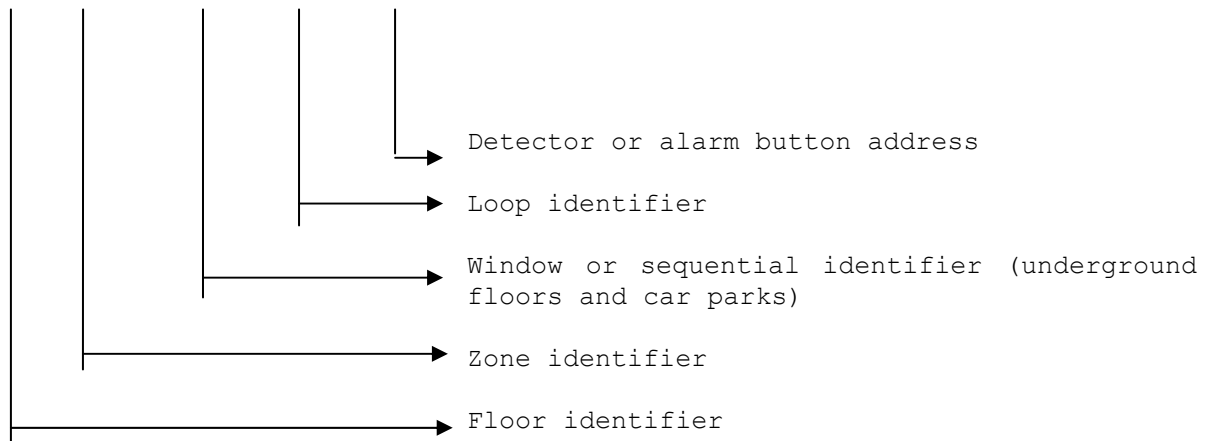 Detector or alarm button address
Loop identifier
Window or sequential identifier (underground
floors and car parks)
Zone identifier
Floor identifier